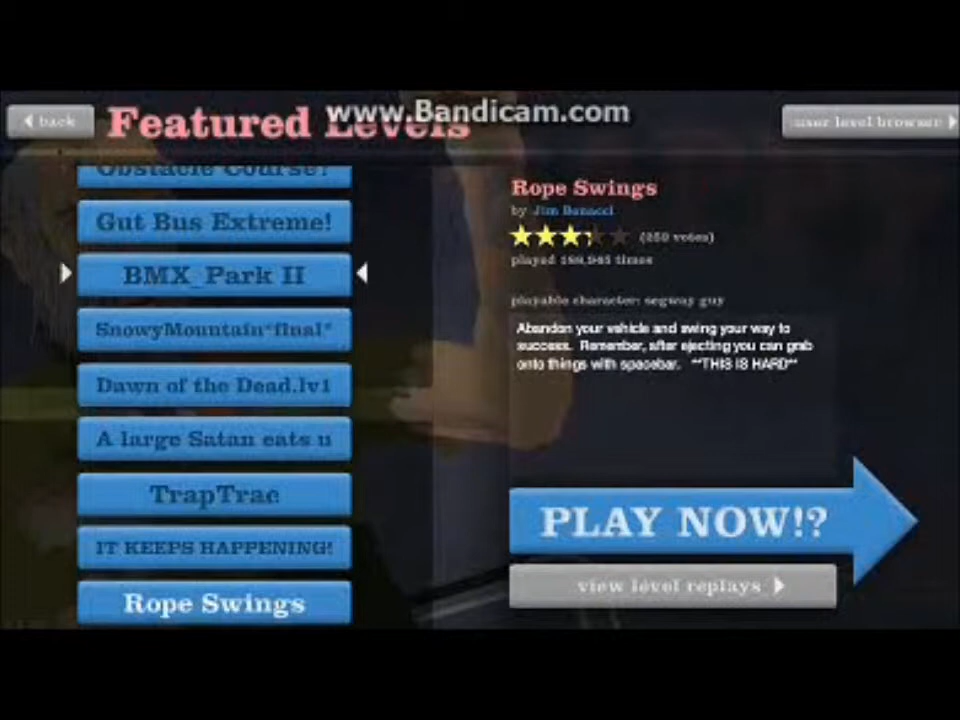 www.Bandicam.com
back
Featured Levels
user level browser
Obstacle Course!
Gut Bus Extreme!
BMX_Park II
SnowyMountain*final*
Dawn of the Dead.lv1
A large Satan eats u
TrapTrac
IT KEEPS HAPPENING!
Rope Swings
Rope Swings
by Jim Bonacci
(250 votes)
played times
playable character: segway guy
Abandon your vehicle and swing your way to
success. Remember, after ejecting you can grab
onto things with spacebar. **THIS IS HARD**
PLAY NOW!?
view level replays